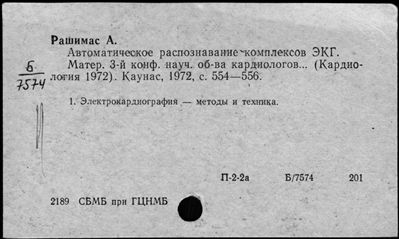 Рашимас А.
Автоматическое распознавание комплексов ЭКГ.
Матер. 3-й конф. науч. об-ва кардиологов... (Кардио-
логия 1972). Каунас, 1972, с. 554—556.
Б
7574
1. Электрокардиография — методы и техника.
П-2-2а Б/7574 201
2189 СБМБ при ГЦНМБ